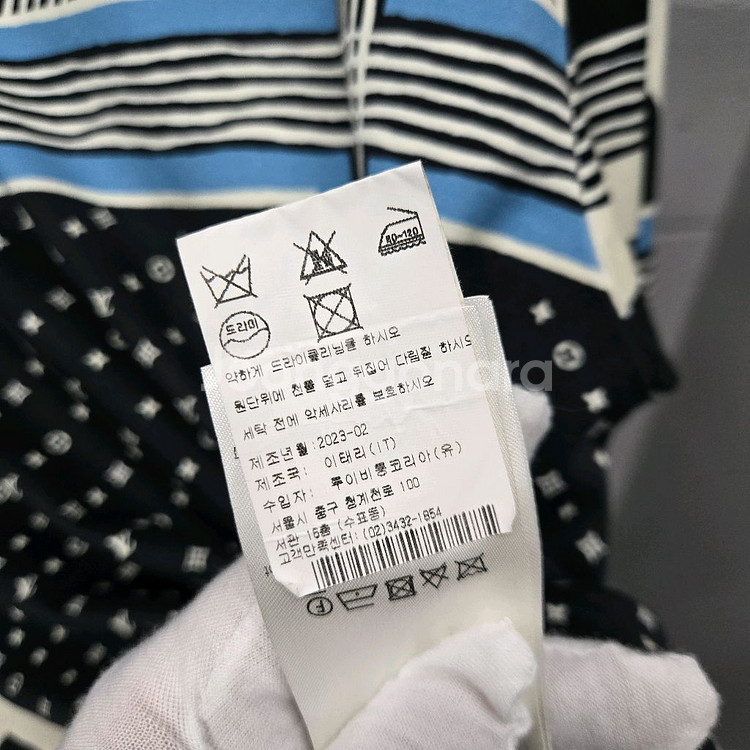 80~120
드라이
약하게 드라이클리닝을 하시오
원단위에 천을 덮고 뒤집어 다림질 하시오
세탁 전에 악세사리를 보호하시오
제조년월:2023-02
제조국: 이태리(IT)
수입자: 루이비통코리아(유)
서울시 중구 청계천로 100
서관 16층 (수표동)
고객만족센터: (02)3432-1854
F